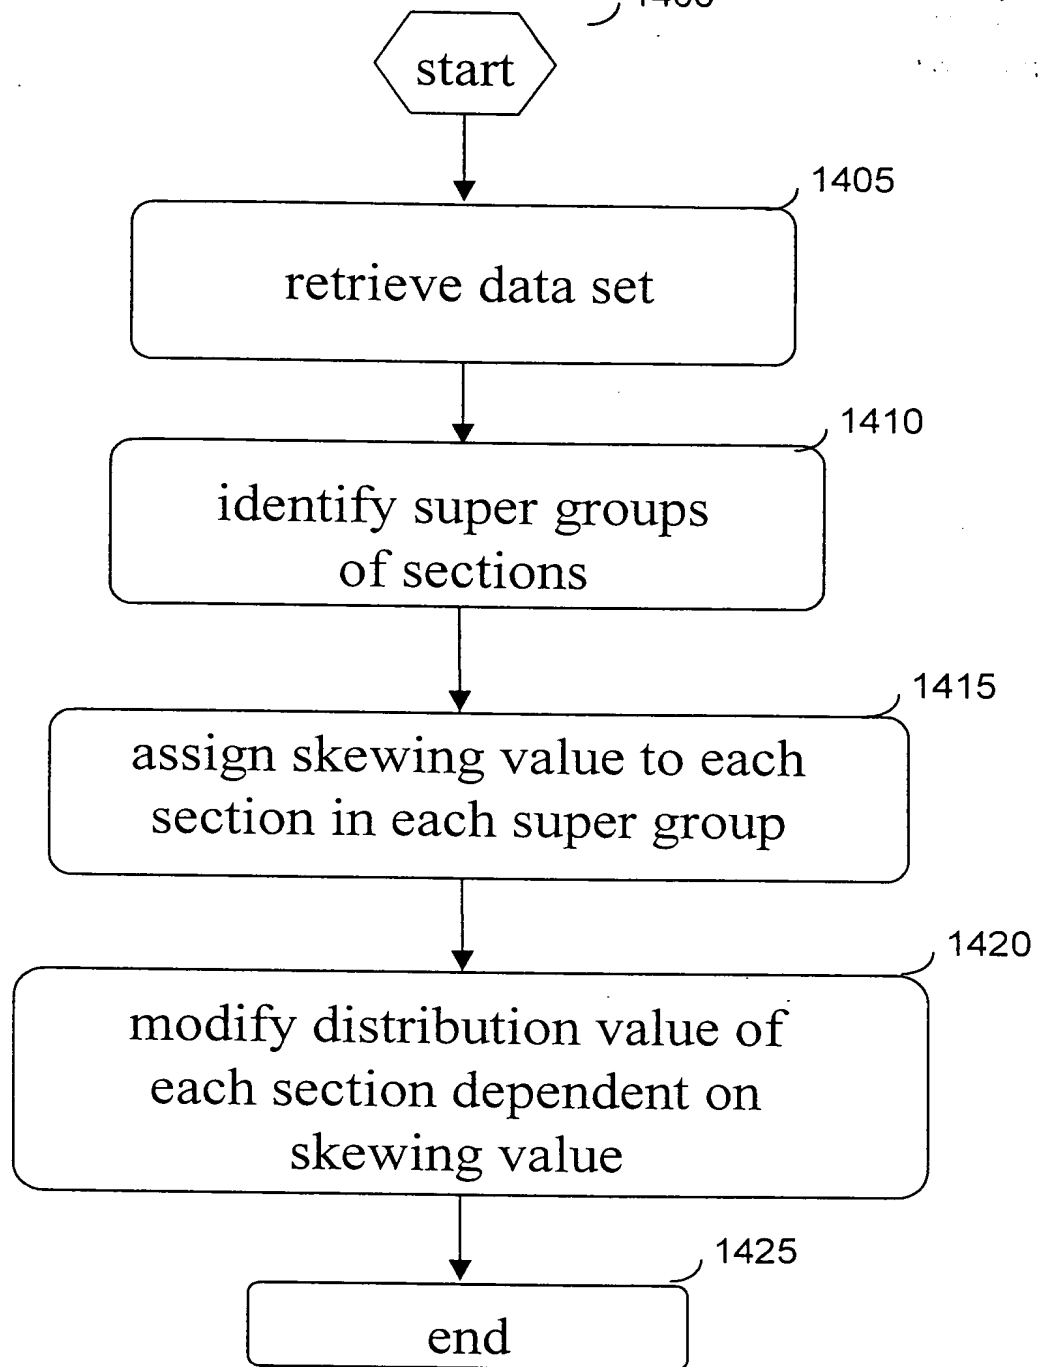 start
1405
retrieve data set
1410
identify super groups
of sections
1415
assign skewing value to each
section in each super group
1420
modify distribution value of
each section dependent on
skewing value
1425
end